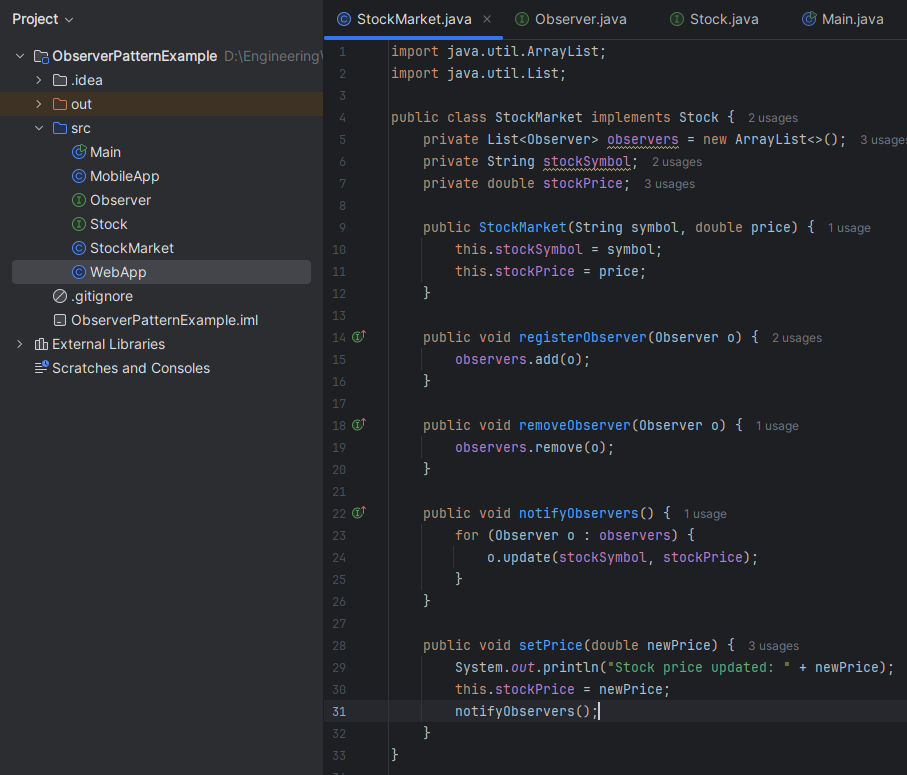 Project
ObserverPatternExample D:\Engineering\
.idea
out
src
Main
MobileApp
Observer
Stock
StockMarket
WebApp
.gitignore
ObserverPatternExample.iml
External Libraries
Scratches and Consoles
StockMarket.java Observer.java Stock.java Main.java
1 import java.util.ArrayList;
2 import java.util.List;
3
4 public class StockMarket implements Stock { 2 usages
5 private List<Observer> observers = new ArrayList<>(); 3 usages
6 private String stockSymbol; 2 usages
7 private double stockPrice; 3 usages
8
9 public StockMarket(String symbol, double price) { 1 usage
10 this.stockSymbol = symbol;
11 this.stockPrice = price;
12 }
13
14 public void registerObserver(Observer o) { 2 usages
15 observers.add(o);
16 }
17
18 public void removeObserver(Observer o) { 1 usage
19 observers.remove(o);
20 }
21
22 public void notifyObservers() { 1 usage
23 for (Observer o : observers) {
24 o.update(stockSymbol, stockPrice);
25 }
26 }
27
28 public void setPrice(double newPrice) { 3 usages
29 System.out.println("Stock price updated: " + newPrice);
30 this.stockPrice = newPrice;
31 notifyObservers();
32 }
33 }